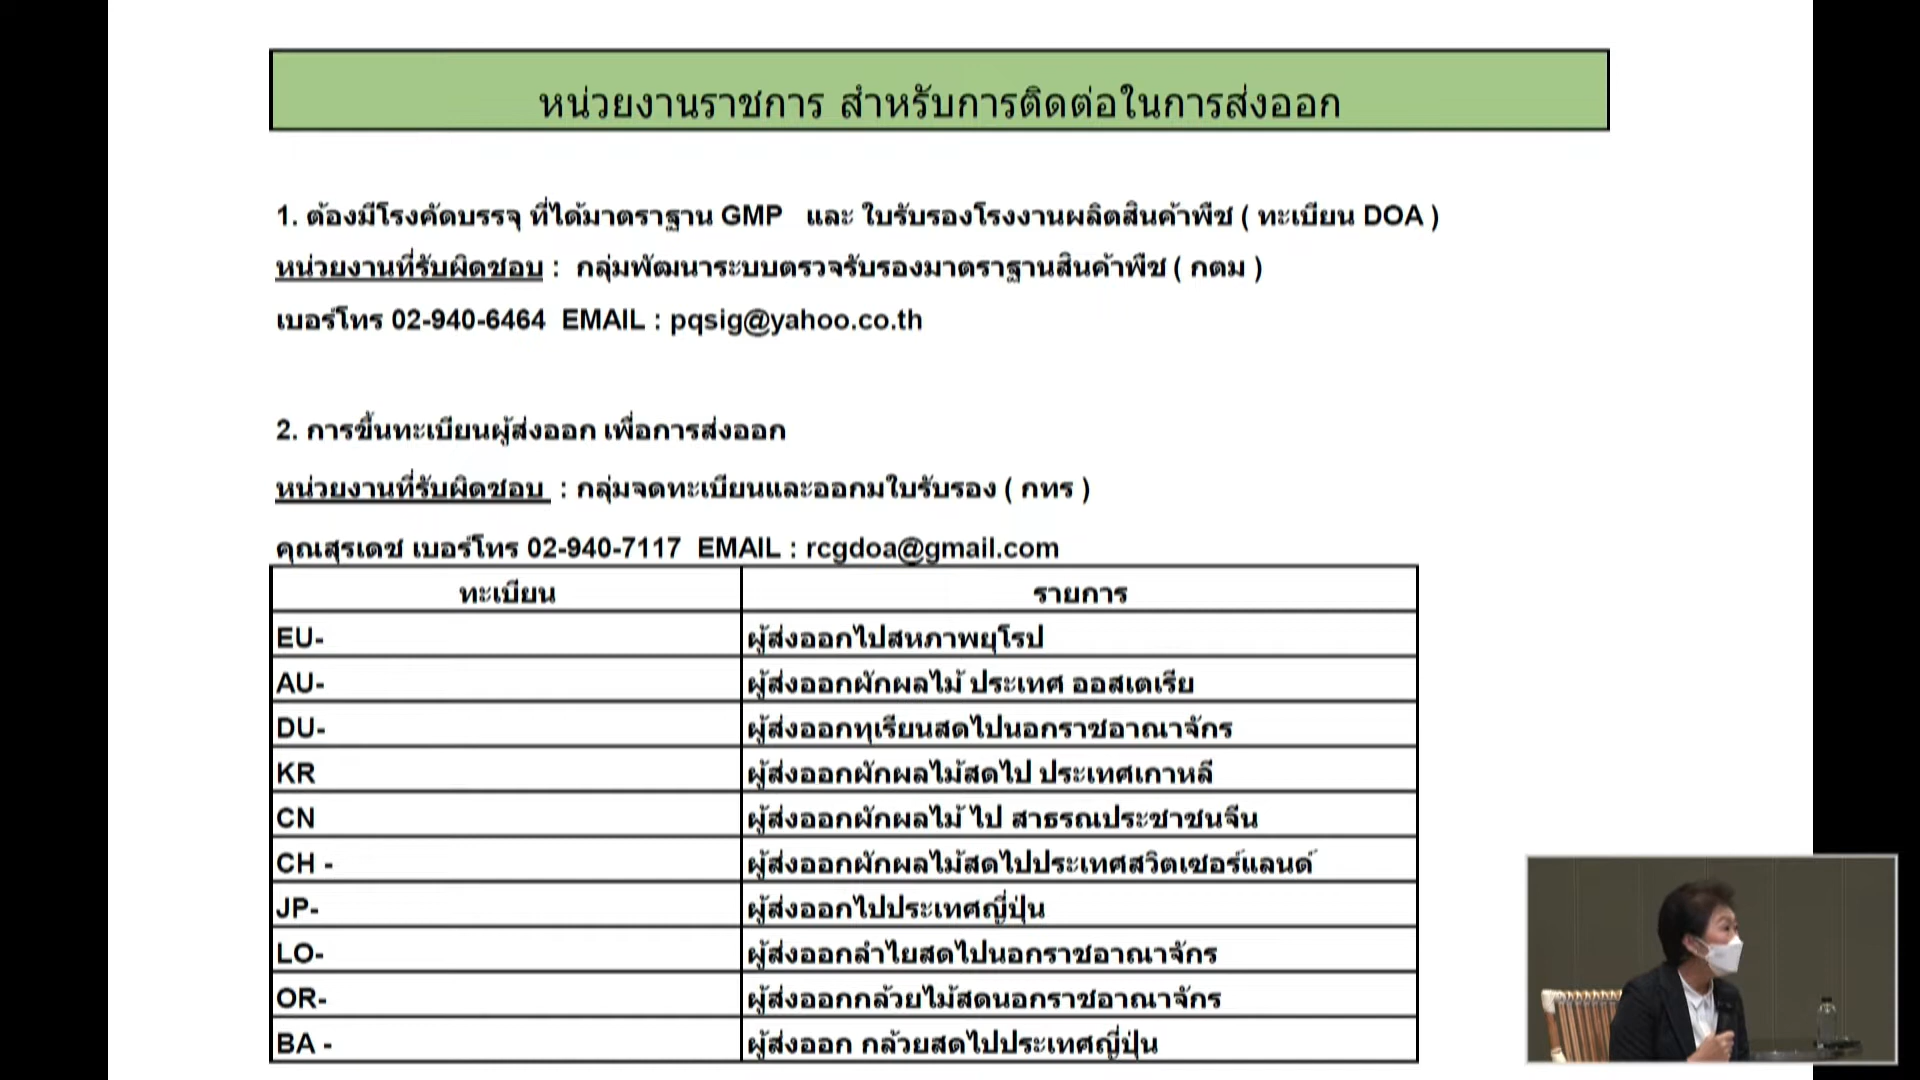 หน่วยงานราชการ สำหรับการติดต่อในการส่งออก
1. ต้องมีโรงคัดบรรจุ ที่ได้มาตราฐาน GMP และ ใบรับรองโรงงานผลิตสินค้าพืช ( ทะเบียน DOA )
หน่วยงานที่รับผิดชอบ : กลุ่มพัฒนาระบบตรวจรับรองมาตราฐานสินค้าพืช ( กตม )
เบอร์โทร 02-940-6464 EMAIL : pqsig@yahoo.co.th
2. การขึ้นทะเบียนผู้ส่งออก เพื่อการส่งออก
หน่วยงานที่รับผิดชอบ : กลุ่มจดทะเบียนและออกมใบรับรอง ( กทร )
คุณสุรเดช เบอร์โทร 02-940-7117 EMAIL : rcgdoa@gmail.com
ทะเบียน รายการ
EU- ผู้ส่งออกไปสหภาพยุโรป
AU- ผู้ส่งออกผักผลไม้ ประเทศ ออสเตเรีย
DU- ผู้ส่งออกทุเรียนสดไปนอกราชอาณาจักร
KR ผู้ส่งออกผักผลไม้สดไป ประเทศเกาหลี
CN ผู้ส่งออกผักผลไม้ ไป สาธรณประชาชนจีน
CH - ผู้ส่งออกผักผลไม้สดไปประเทศสวิตเซอร์แลนด์
JP- ผู้ส่งออกไปประเทศญี่ปุ่น
LO- ผู้ส่งออกลำไยสดไปนอกราชอาณาจักร
OR- ผู้ส่งออกกล้วยไม้สดนอกราชอาณาจักร
BA - ผู้ส่งออก กล้วยสดไปประเทศญี่ปุ่น